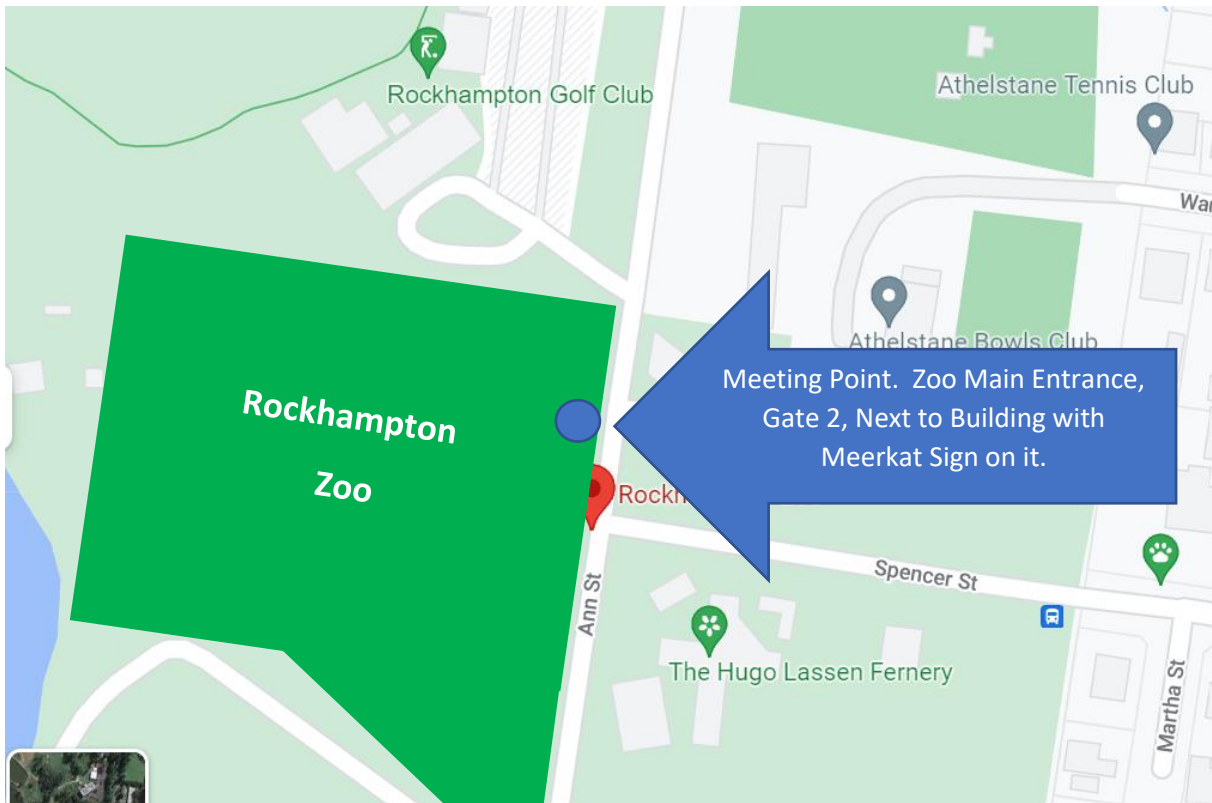 Rockhampton Golf Club
Athelstane Tennis Club
Athelstane Bowls Club
Meeting Point. Zoo Main Entrance,
Gate 2, Next to Building with
Meerkat Sign on it.
Rockhampton
Zoo
Ann St
Spencer St
The Hugo Lassen Fernery
Martha St